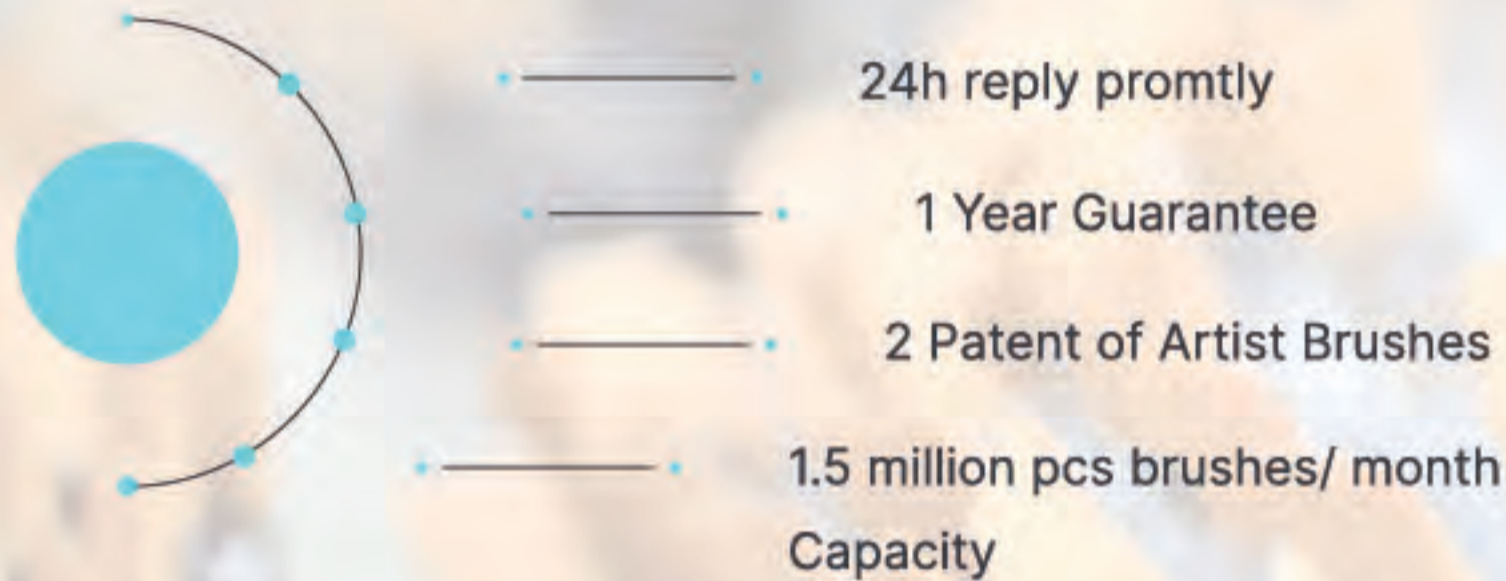 24h reply promtly
1 Year Guarantee
2 Patent of Artist Brushes
1.5 million pcs brushes/ month
Capacity